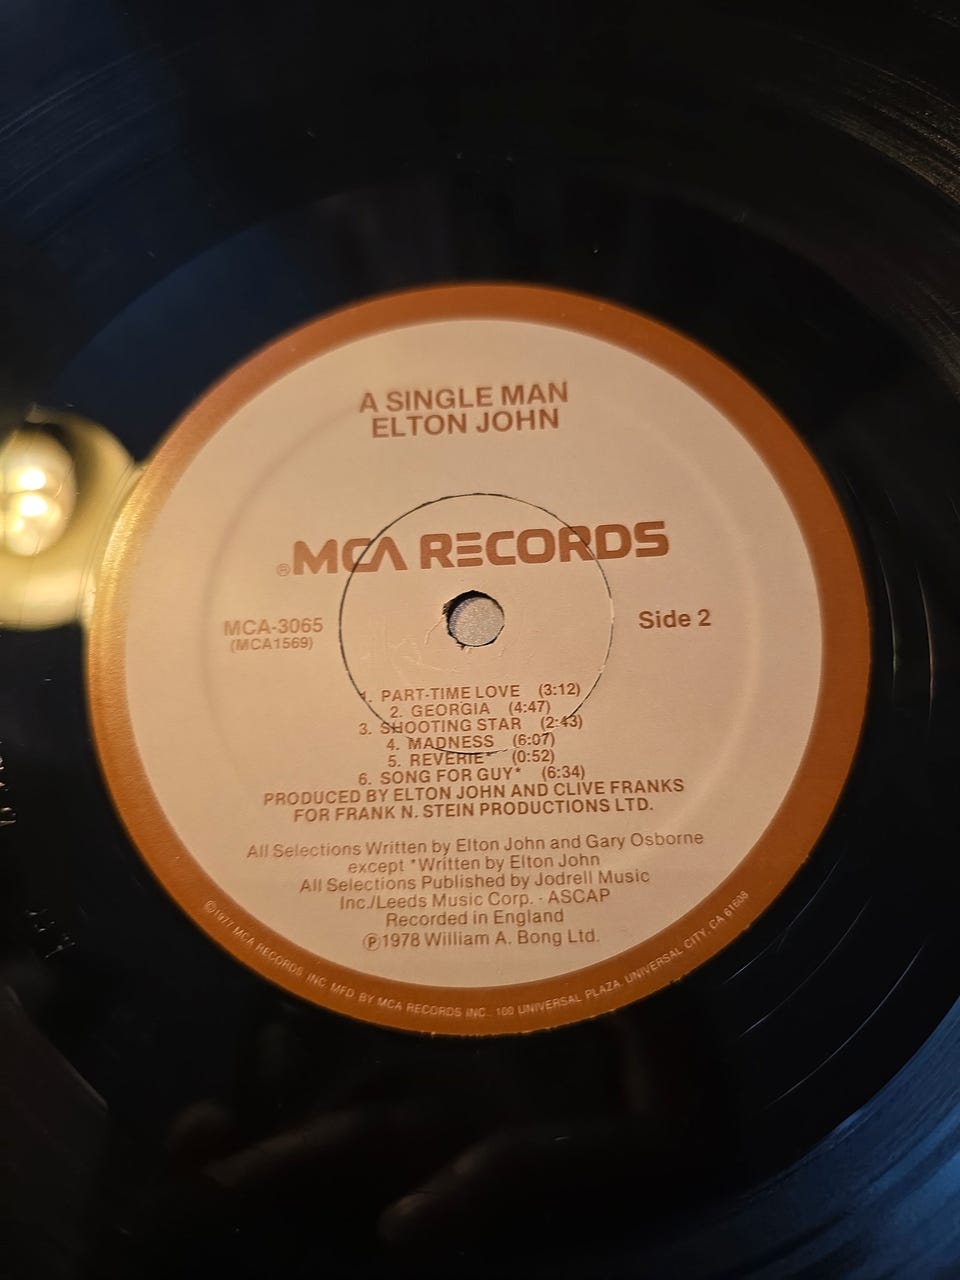 A SINGLE MAN
ELTON JOHN
®MCA RECORDS
MCA-3065
(MCA1569)
Side 2
1. PART-TIME LOVE (3:12)
2. GEORGIA (4:47)
3. SHOOTING STAR (2:43)
4. MADNESS (6:07)
5. REVERIE* (0:52)
6. SONG FOR GUY* (6:34)
PRODUCED BY ELTON JOHN AND CLIVE FRANKS
FOR FRANK N. STEIN PRODUCTIONS LTD.
All Selections Written by Elton John and Gary Osborne
except *Written by Elton John
All Selections Published by Jodrell Music
Inc./Leeds Music Corp. - ASCAP
Recorded in England
℗1978 William A. Bong Ltd.
©1977 MCA RECORDS INC. MFD BY MCA RECORDS INC., 100 UNIVERSAL PLAZA, UNIVERSAL CITY, CA 61608